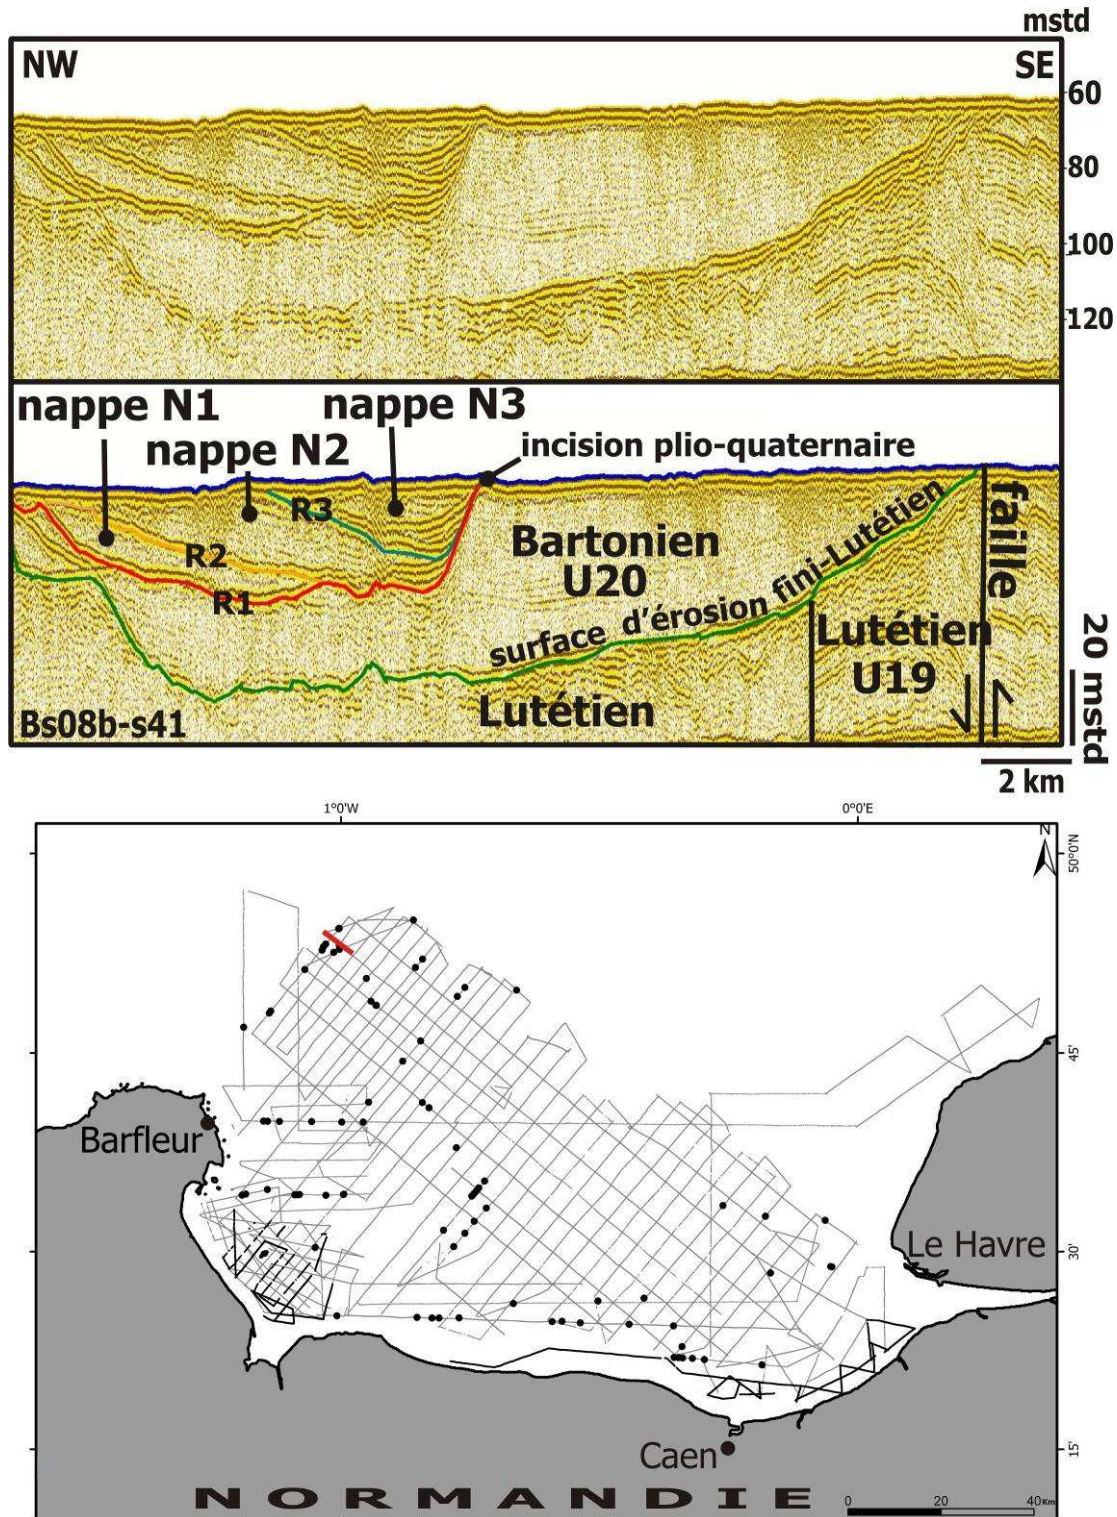 mstd
NW
SE
60
80
100
120
nappe N1
nappe N2
nappe N3
incision plio-quaternaire
R3
R2
R1
Bartonien
U20
surface d'érosion fini-Lutétien
Lutétien
U19
Lutétien
faille
Bs08b-s41
20 mstd
2 km
1°0'W
0°0'E
N
50°0'N
45'
30'
15'
Barfleur
Le Havre
Caen
NORMANDIE
0
20
40 Km